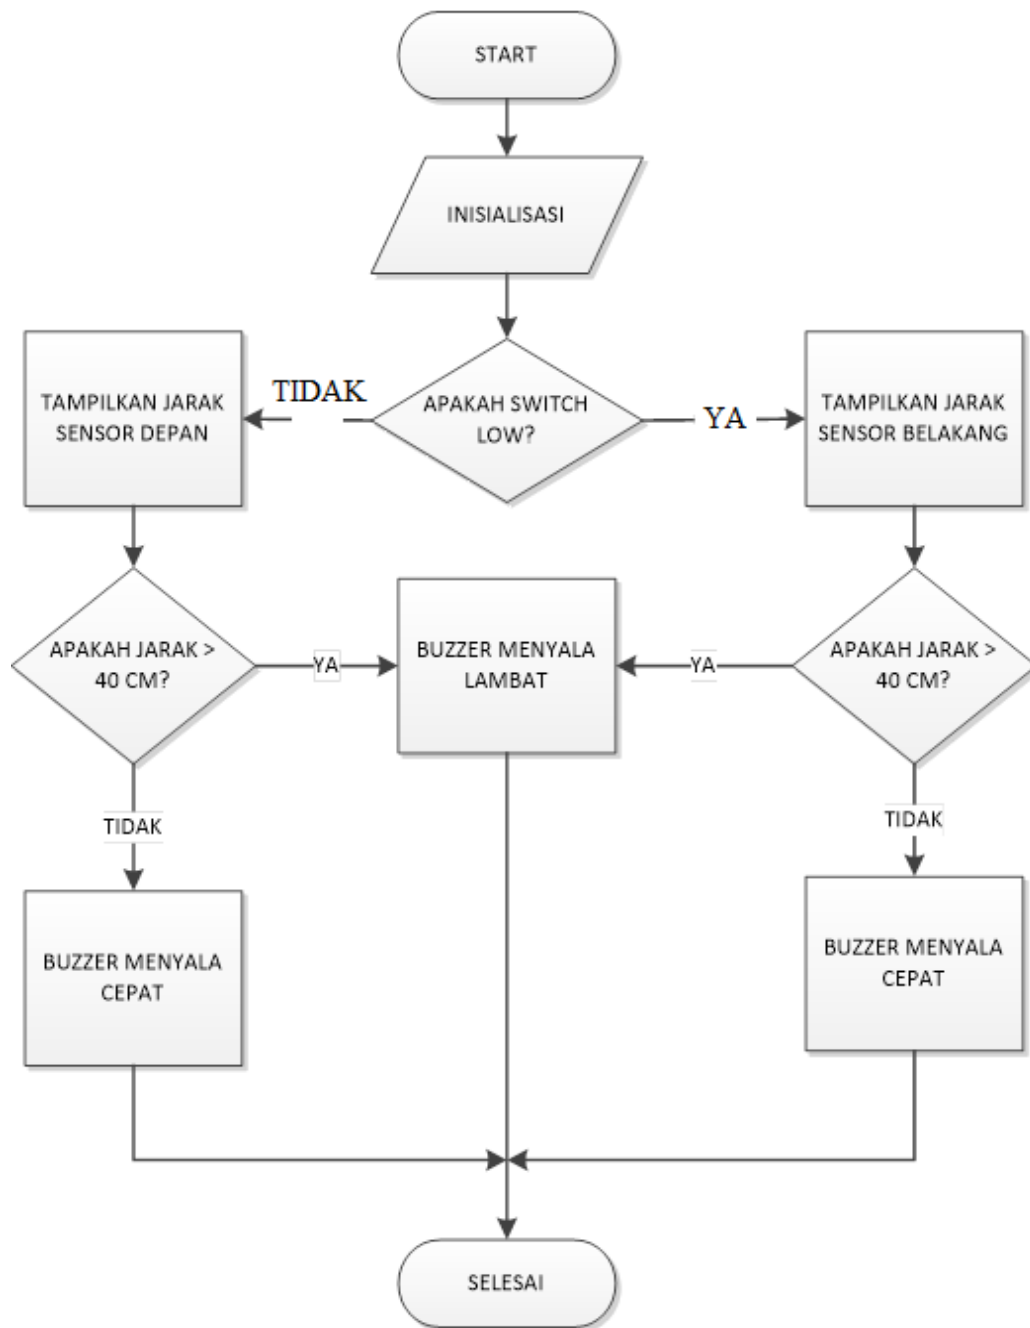 START
INISIALISASI
TIDAK
APAKAH SWITCH
LOW?
YA
TAMPILKAN JARAK
SENSOR DEPAN
TAMPILKAN JARAK
SENSOR BELAKANG
APAKAH JARAK >
40 CM?
YA
BUZZER MENYALA
LAMBAT
YA
APAKAH JARAK >
40 CM?
TIDAK
TIDAK
BUZZER MENYALA
CEPAT
BUZZER MENYALA
CEPAT
SELESAI